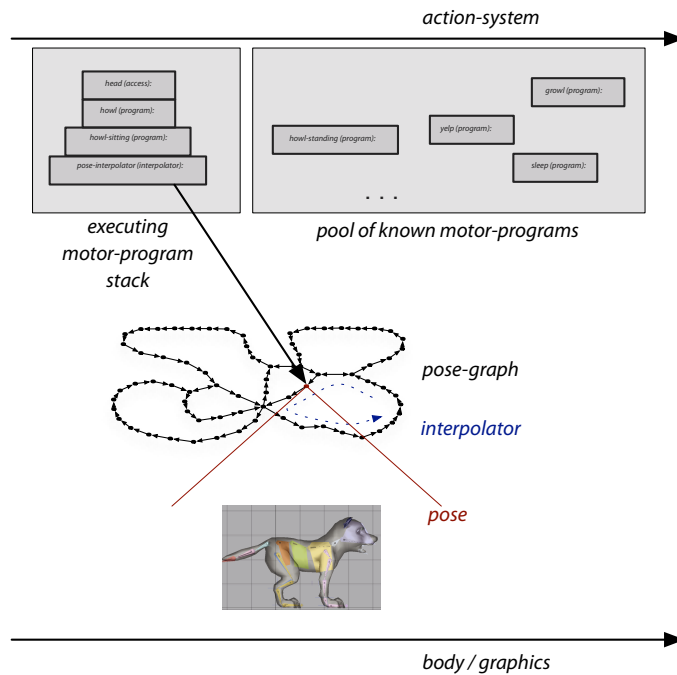 action-system
head (access):
howl (program):
howl-sitting (program):
pose-interpolator (interpolator):
growl (program):
yelp (program):
howl-standing (program):
sleep (program):
. . .
executing
motor-program
stack
pool of known motor-programs
pose-graph
interpolator
pose
body / graphics